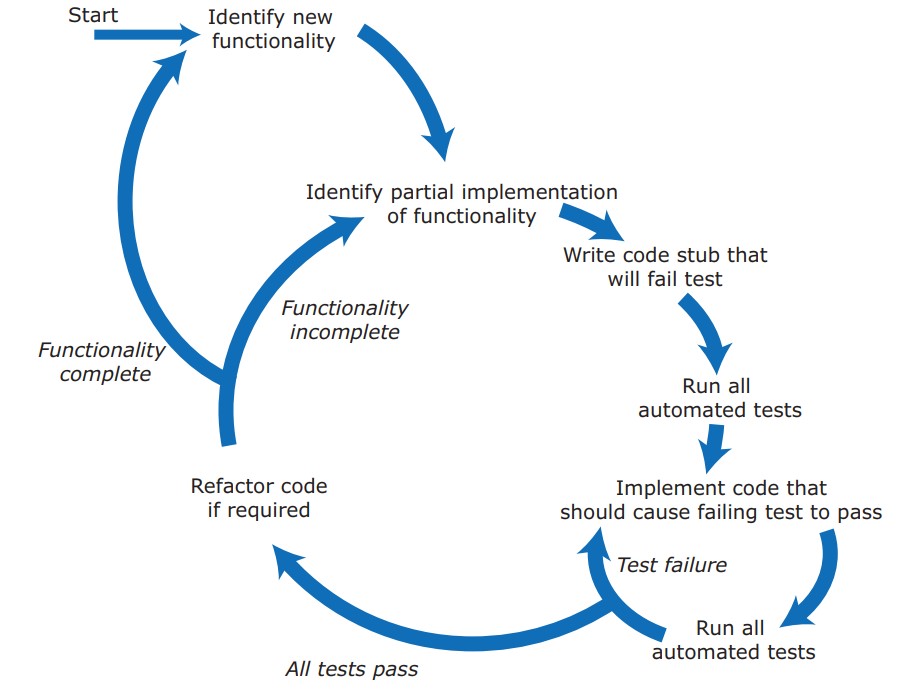 Start
Identify new
functionality
Identify partial implementation
of functionality
Write code stub that
will fail test
Functionality
incomplete
Functionality
complete
Run all
automated tests
Refactor code
if required
Implement code that
should cause failing test to pass
Test failure
Run all
automated tests
All tests pass